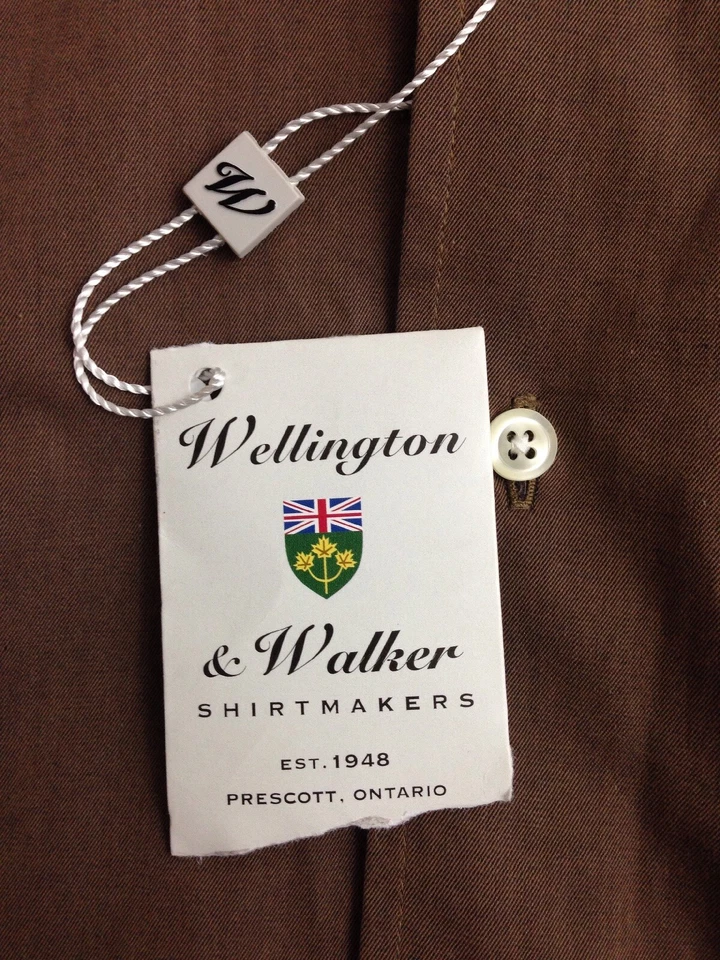 W
Wellington
& Walker
SHIRTMAKERS
EST. 1948
PRESCOTT, ONTARIO